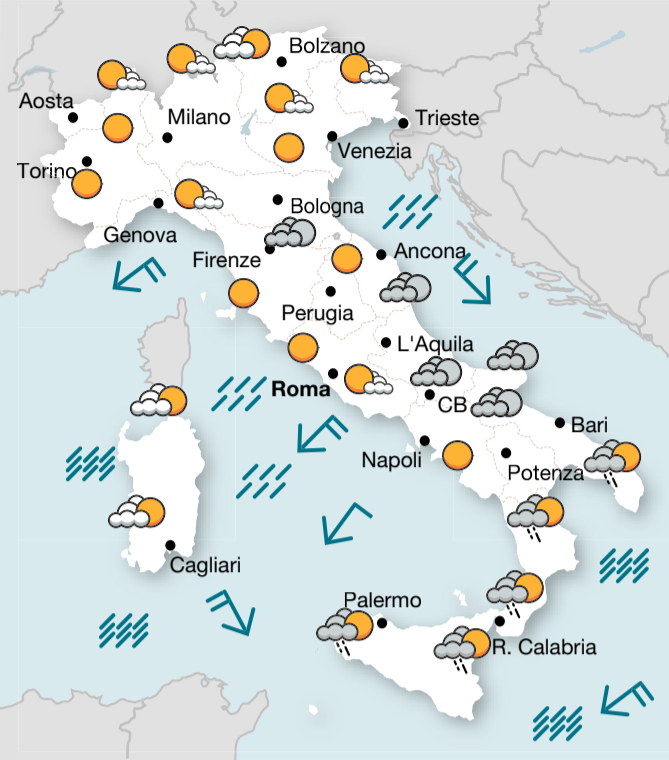 Bolzano
Aosta
Milano
Trieste
Venezia
Torino
Bologna
Genova
Firenze
Ancona
Perugia
L'Aquila
Roma
CB
Bari
Napoli
Potenza
Cagliari
Palermo
R. Calabria